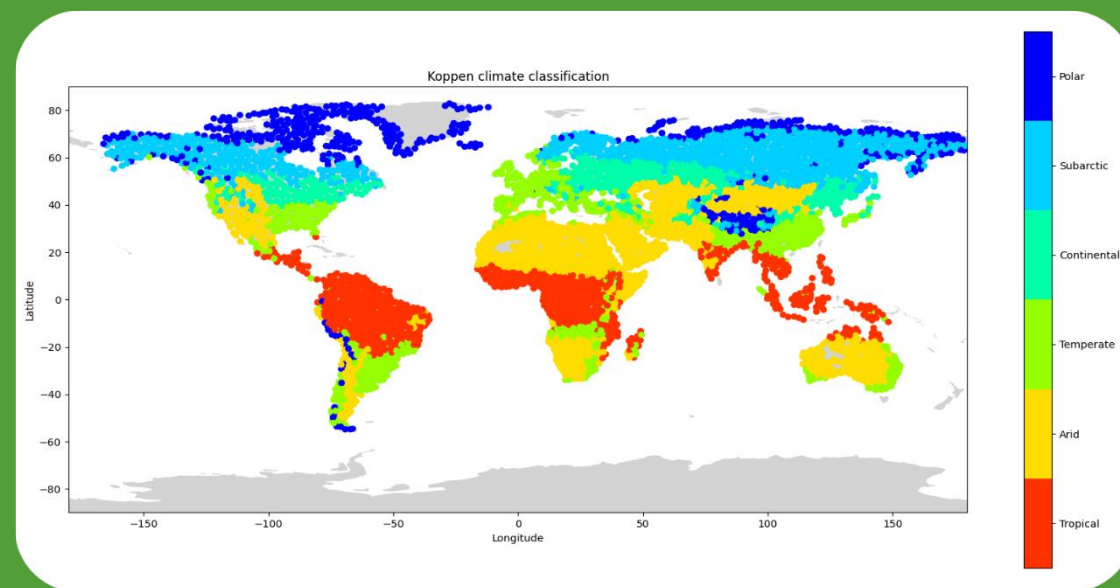 Koppen climate classification
80
60
40
20
0
−20
−40
−60
−80
Latitude
−150
−100
−50
0
50
100
150
Longitude
Polar
Subarctic
Continental
Temperate
Arid
Tropical